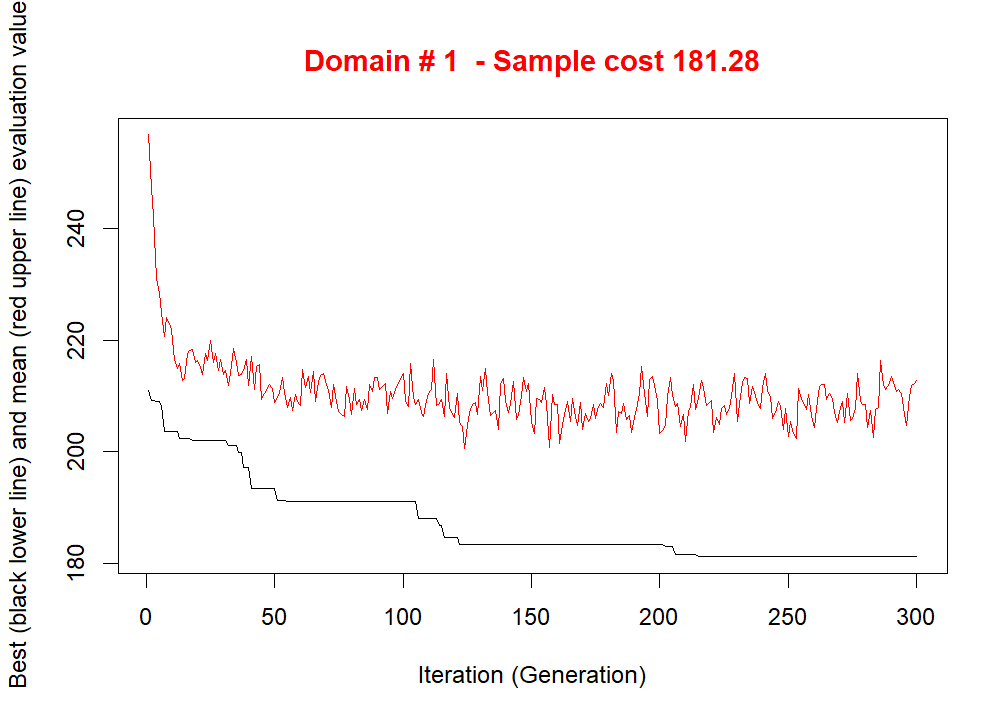 Domain # 1  - Sample cost 181.28
Best (black lower line) and mean (red upper line) evaluation value
240
220
200
180
0 50 100 150 200 250 300
Iteration (Generation)